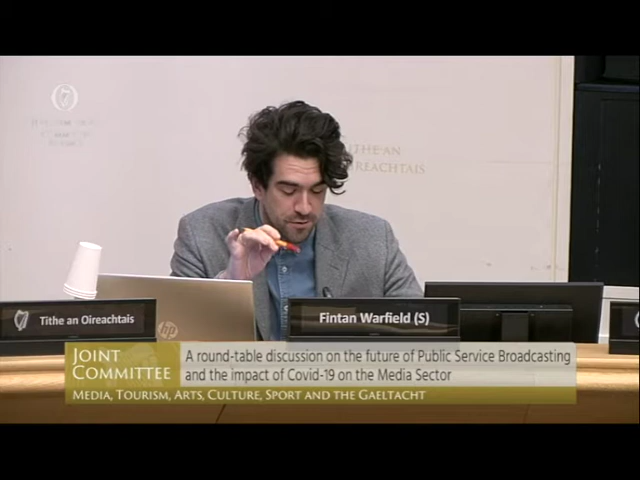 TITHE AN
OIREACHTAIS
Tithe an Oireachtais
hp
Fintan Warfield (S)
JOINT
COMMITTEE
A round-table discussion on the future of Public Service Broadcasting
and the impact of Covid-19 on the Media Sector
MEDIA, TOURISM, ARTS, CULTURE, SPORT AND THE GAELTACHT